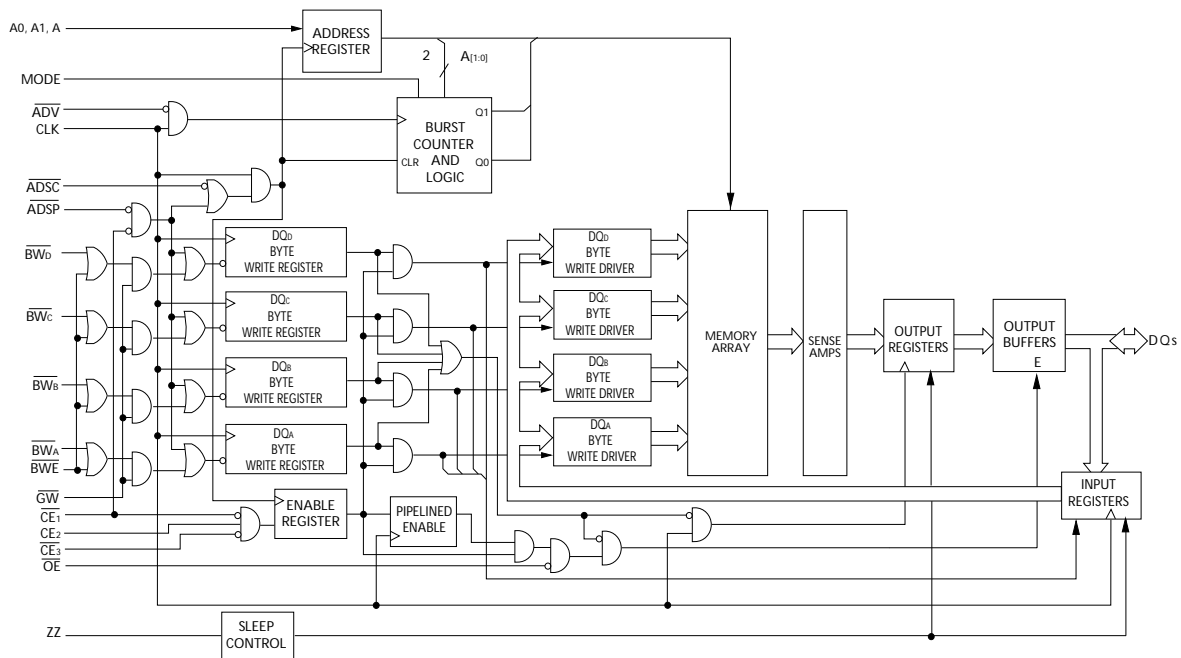 A0, A1, A
ADDRESS
REGISTER
2 A[1:0]
MODE
ADV
CLK
BURST
COUNTER
AND
LOGIC
CLR
Q1
Q0
ADSC
ADSP
BWD
DQD
BYTE
WRITE REGISTER
DQD
BYTE
WRITE DRIVER
BWC
DQC
BYTE
WRITE REGISTER
DQC
BYTE
WRITE DRIVER
BWB
DQB
BYTE
WRITE REGISTER
DQB
BYTE
WRITE DRIVER
BWA
BWE
DQA
BYTE
WRITE REGISTER
DQA
BYTE
WRITE DRIVER
MEMORY
ARRAY
SENSE
AMPS
OUTPUT
REGISTERS
OUTPUT
BUFFERS
E
DQs
INPUT
REGISTERS
GW
CE1
CE2
CE3
OE
ENABLE
REGISTER
PIPELINED
ENABLE
ZZ
SLEEP
CONTROL